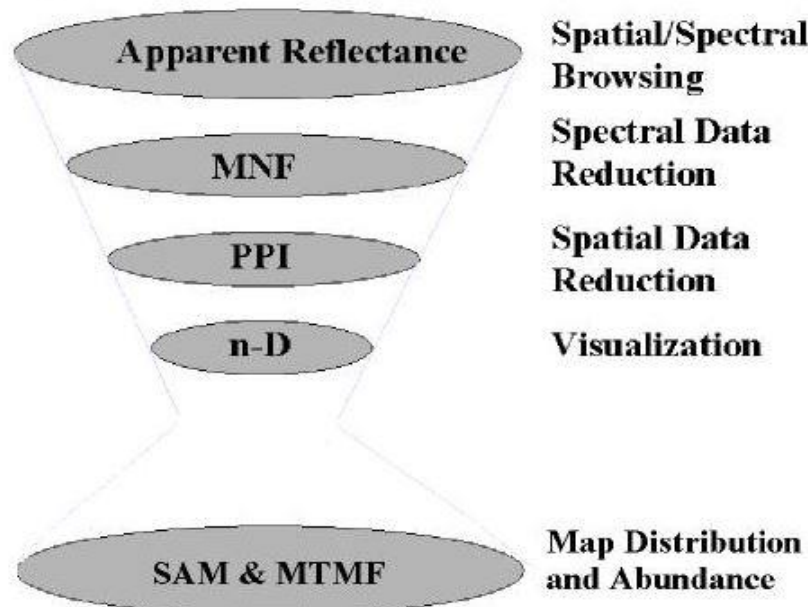 Apparent Reflectance
Spatial/Spectral
Browsing
MNF
Spectral Data
Reduction
PPI
Spatial Data
Reduction
n-D
Visualization
SAM & MTMF
Map Distribution
and Abundance